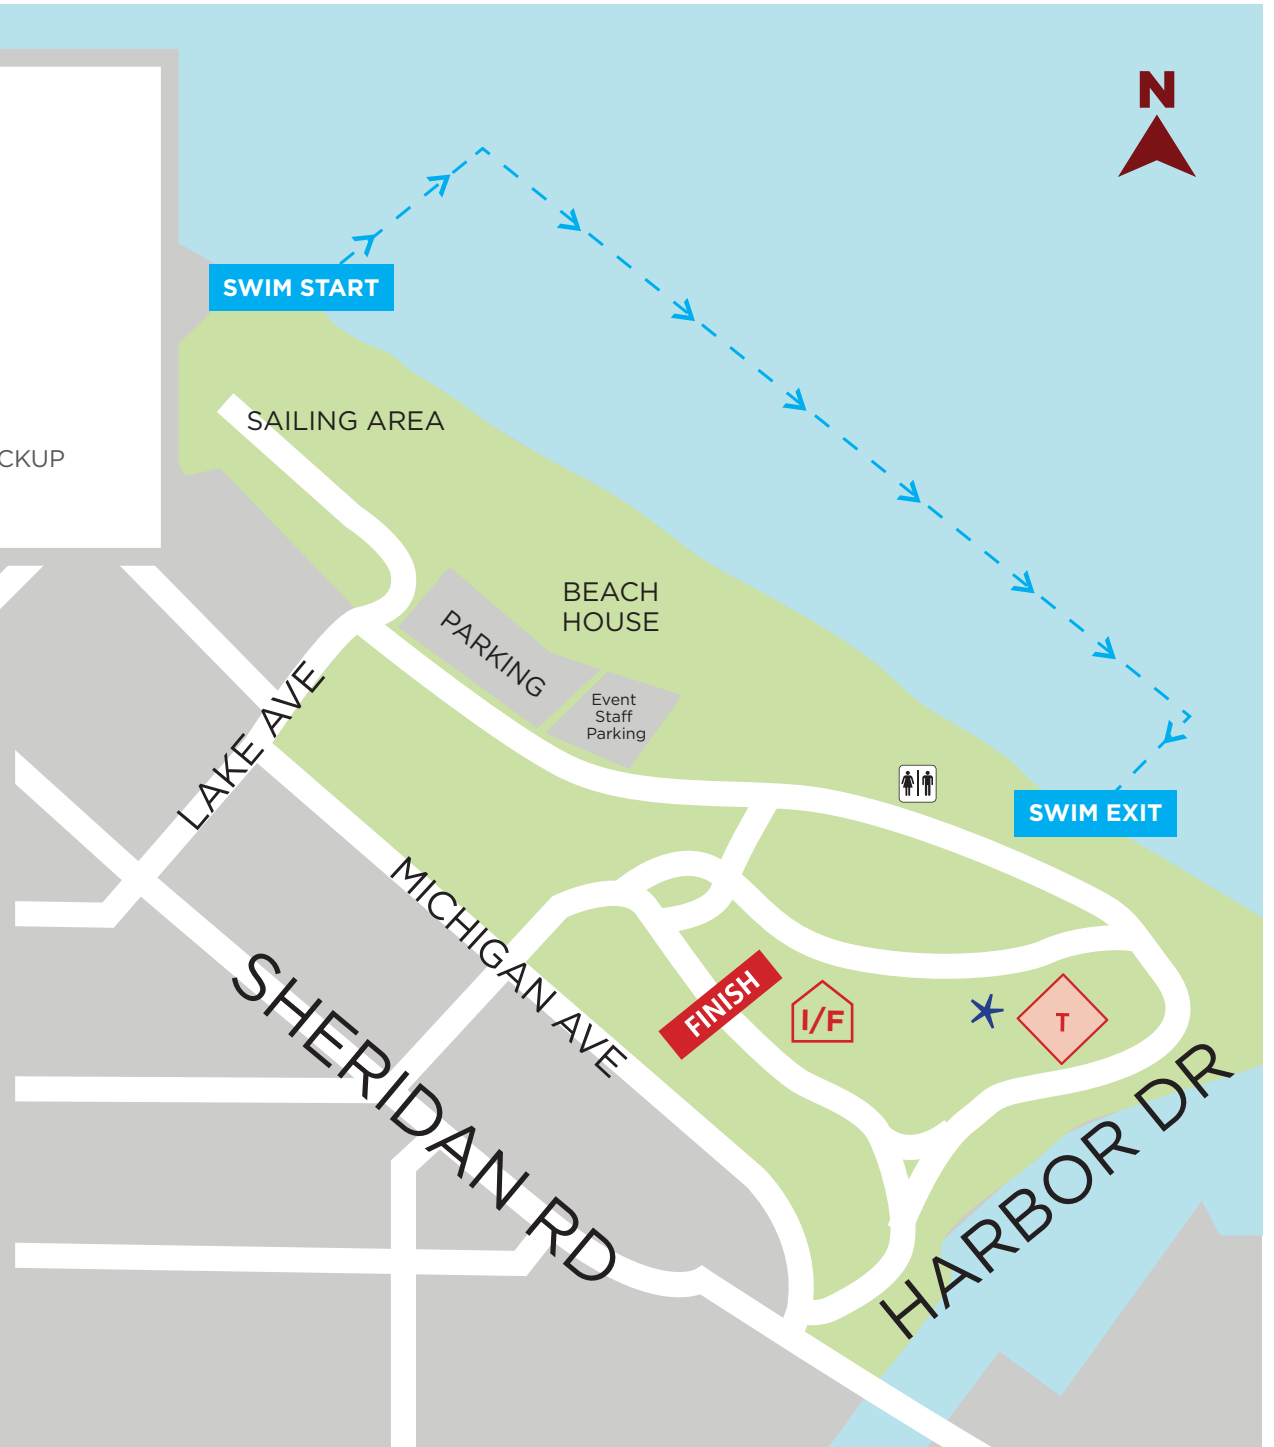 N
SWIM START
SAILING AREA
CKUP
BEACH
HOUSE
PARKING
Event
Staff
Parking
LAKE AVE
SWIM EXIT
MICHIGAN AVE
SHERIDAN RD
FINISH
I/F
T
HARBOR DR